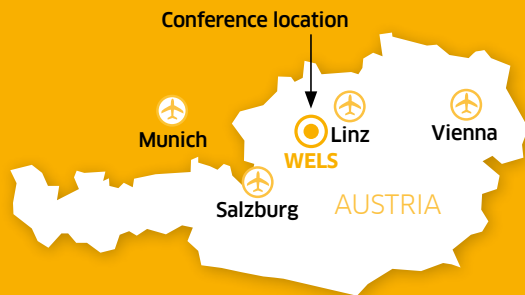 Conference location
Munich
Linz
Vienna
WELS
Salzburg
AUSTRIA